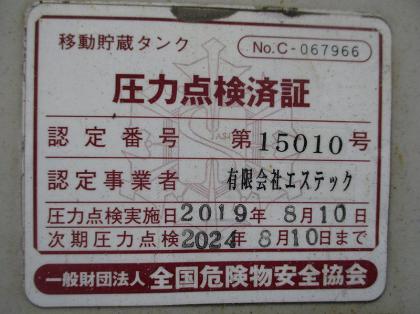 移動貯蔵タンク
No.C-067966
圧力点検済証
認定番号 第15010号
認定事業者 有限会社エステック
圧力点検実施日2019年 8月10日
次期圧力点検2024年 8月10日まで
一般財団法人 全国危険物安全協会